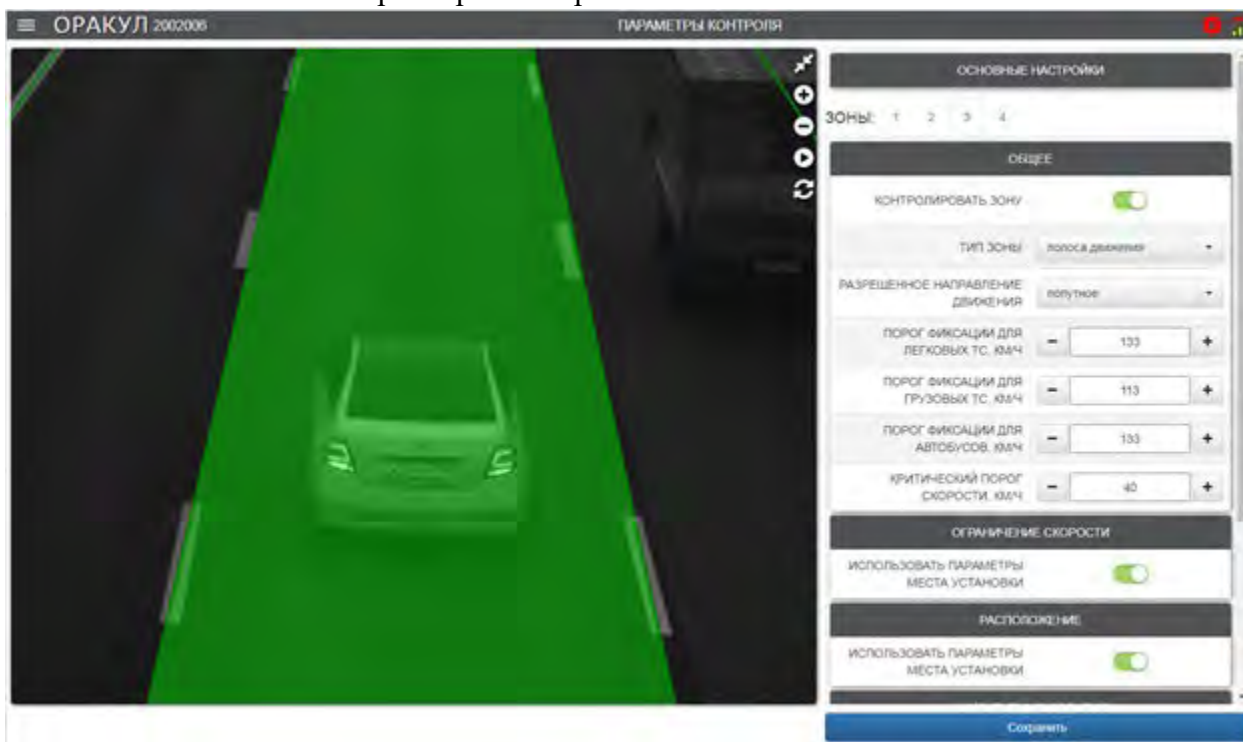 ОРАКУЛ 2002006
ПАРАМЕТРЫ КОНТРОЛЯ
ОСНОВНЫЕ НАСТРОЙКИ
ЗОНЫ: 1 2 3 4
ОБЩЕЕ
КОНТРОЛИРОВАТЬ ЗОНУ
ТИП ЗОНЫ полоса движения
РАЗРЕШЕННОЕ НАПРАВЛЕНИЕ
ДВИЖЕНИЯ
попутное
ПОРОГ ФИКСАЦИИ ДЛЯ
ЛЕГКОВЫХ ТС, КМ/Ч
- 133 +
ПОРОГ ФИКСАЦИИ ДЛЯ
ГРУЗОВЫХ ТС, КМ/Ч
- 113 +
ПОРОГ ФИКСАЦИИ ДЛЯ
АВТОБУСОВ, КМ/Ч
- 133 +
КРИТИЧЕСКИЙ ПОРОГ
СКОРОСТИ, КМ/Ч
- 40 +
ОГРАНИЧЕНИЕ СКОРОСТИ
ИСПОЛЬЗОВАТЬ ПАРАМЕТРЫ
МЕСТА УСТАНОВКИ
РАСПОЛОЖЕНИЕ
ИСПОЛЬЗОВАТЬ ПАРАМЕТРЫ
МЕСТА УСТАНОВКИ
Сохранить